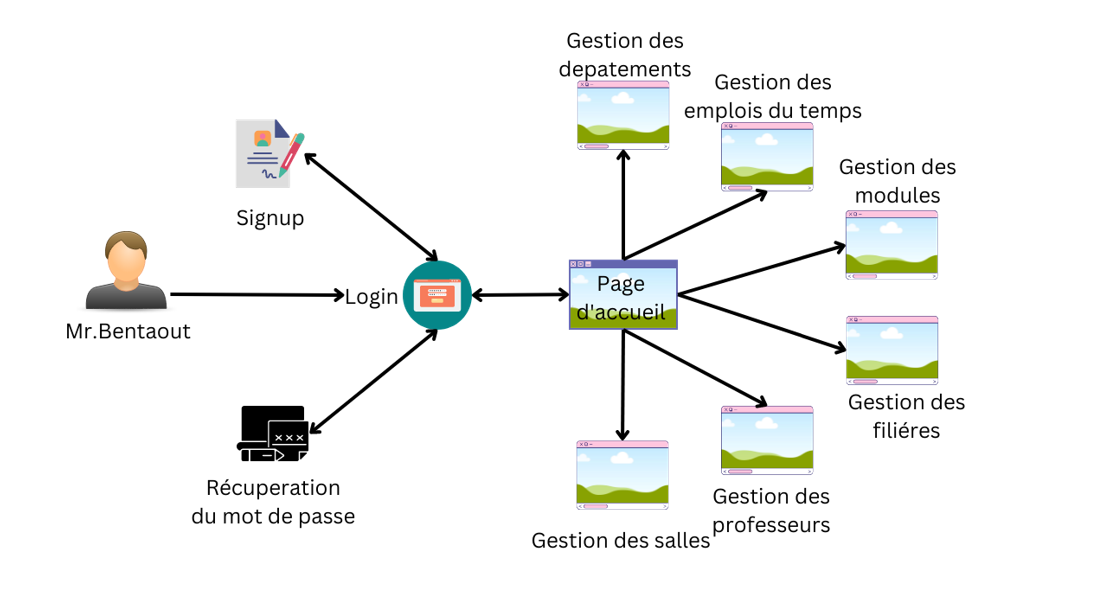 Gestion des
depatements
Gestion des
emplois du temps
Gestion des
modules
Signup
Mr.Bentaout
Login
Page
d'accueil
Gestion des
filiéres
Récuperation
du mot de passe
xxx
Gestion des
professeurs
Gestion des salles